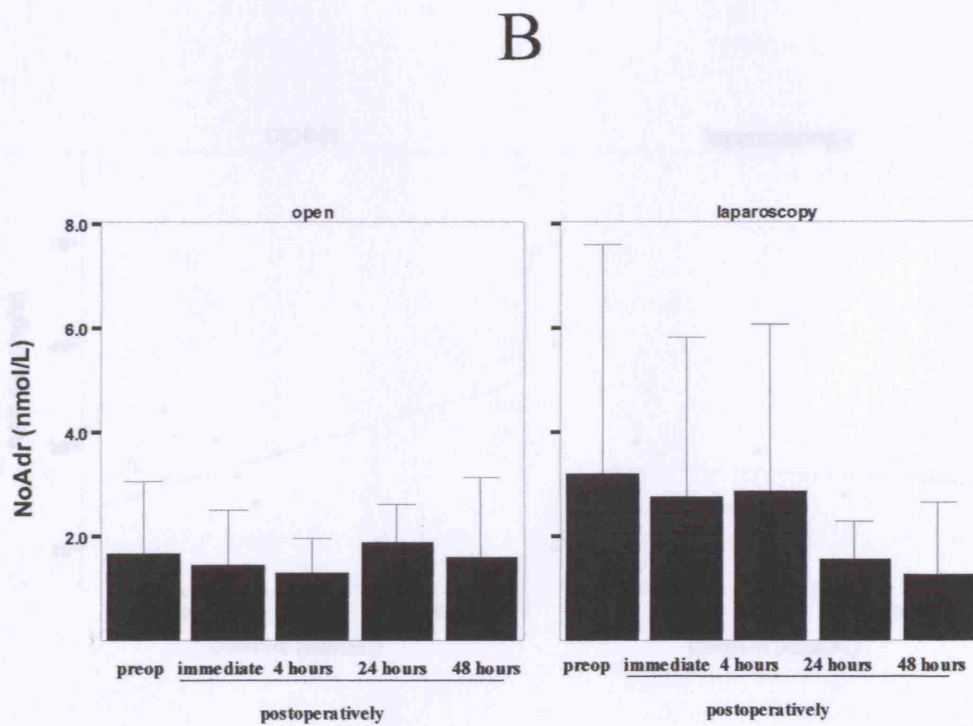 B
open laparoscopy
8.0
6.0
4.0
2.0
NoAdr (nmol/L)
preop immediate 4 hours 24 hours 48 hours preop immediate 4 hours 24 hours 48 hours
postoperatively postoperatively